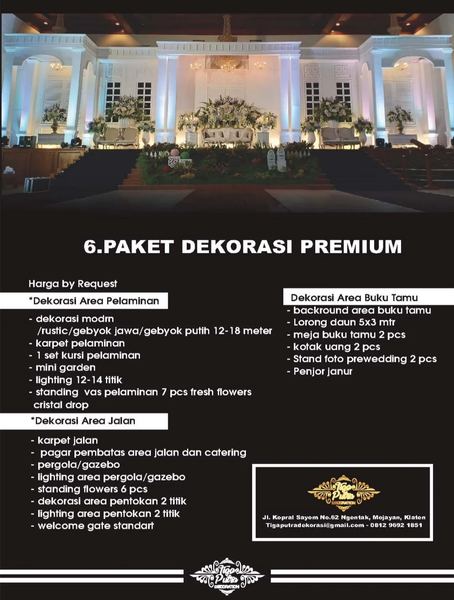 6.PAKET DEKORASI PREMIUM
Harga by Request
*Dekorasi Area Pelaminan
- dekorasi modrn
/rustic/gebyok jawa/gebyok putih 12-18 meter
- karpet pelaminan
- 1 set kursi pelaminan
- mini garden
- lighting 12-14 titik
- standing vas pelaminan 7 pcs fresh flowers
cristal drop
*Dekorasi Area Jalan
- karpet jalan
- pagar pembatas area jalan dan catering
- pergola/gazebo
- lighting area pergola/gazebo
- standing flowers 6 pcs
- dekorasi area pentokan 2 titik
- lighting area pentokan 2 titik
- welcome gate standart
Dekorasi Area Buku Tamu
- backround area buku tamu
- Lorong daun 5x3 mtr
- meja buku tamu 2 pcs
- kotak uang 2 pcs
- Stand foto prewedding 2 pcs
- Penjor janur
Tiga
Putra
DECORATION
Jl. Kopral Sayom No.62 Ngentak, Mojayan, Klaten
Tigaputradekorasi@gmail.com - 0812 9692 1851
Tiga
Putra
DECORATION